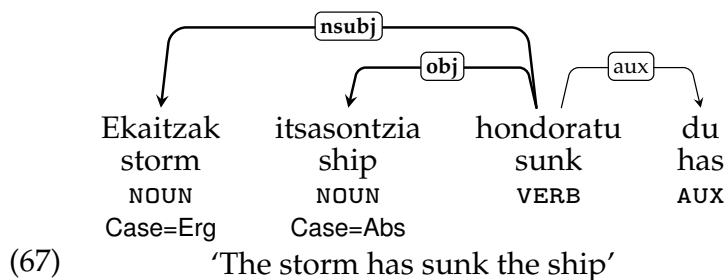 nsubj
obj
aux
Ekaitzak itsasontzia hondoratu du
storm ship sunk has
NOUN NOUN VERB AUX
Case=Erg Case=Abs
(67) 'The storm has sunk the ship'